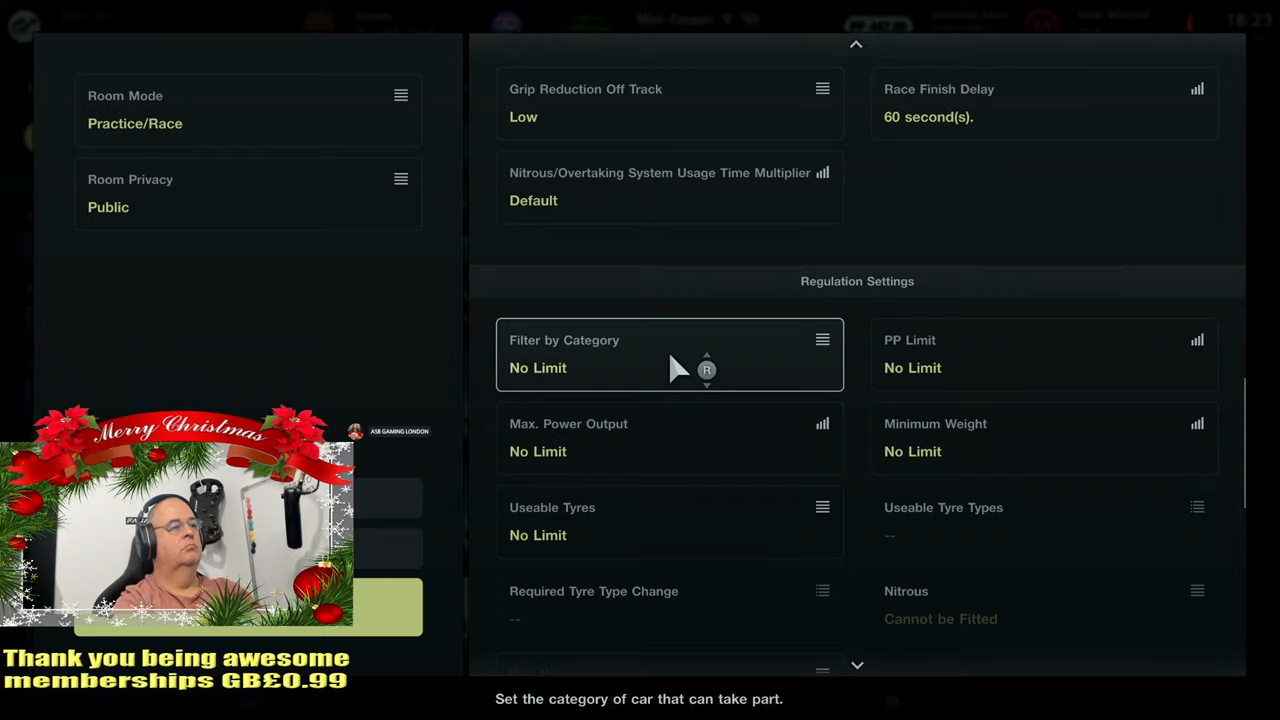 16:23
Room Mode
Practice/Race
Room Privacy
Public
Grip Reduction Off Track
Low
Race Finish Delay
60 second(s).
Nitrous/Overtaking System Usage Time Multiplier
Default
Regulation Settings
Filter by Category
No Limit
R
PP Limit
No Limit
Max. Power Output
No Limit
Minimum Weight
No Limit
Useable Tyres
No Limit
Useable Tyre Types
--
Required Tyre Type Change
--
Nitrous
Cannot be Fitted
Merry Christmas
ASB GAMING LONDON
Thank you being awesome
memberships GB£0.99
Set the category of car that can take part.